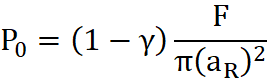 P₀ = (1 − γ) F / π(a_R)²